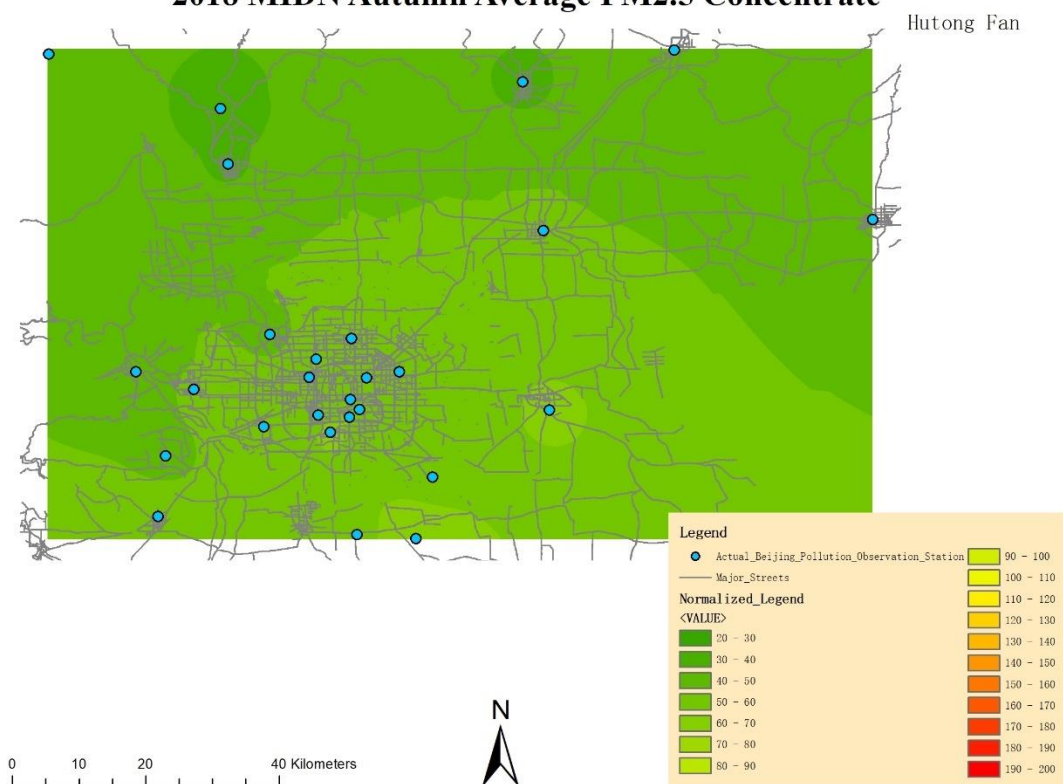 2018 MIDN Autumn Average PM2.5 Concentrate
Hutong Fan
Legend
Actual_Beijing_Pollution_Observation_Station
Major_Streets
Normalized_Legend
<VALUE>
20 - 30
30 - 40
40 - 50
50 - 60
60 - 70
70 - 80
80 - 90
90 - 100
100 - 110
110 - 120
120 - 130
130 - 140
140 - 150
150 - 160
160 - 170
170 - 180
180 - 190
190 - 200
N
0 10 20 40 Kilometers